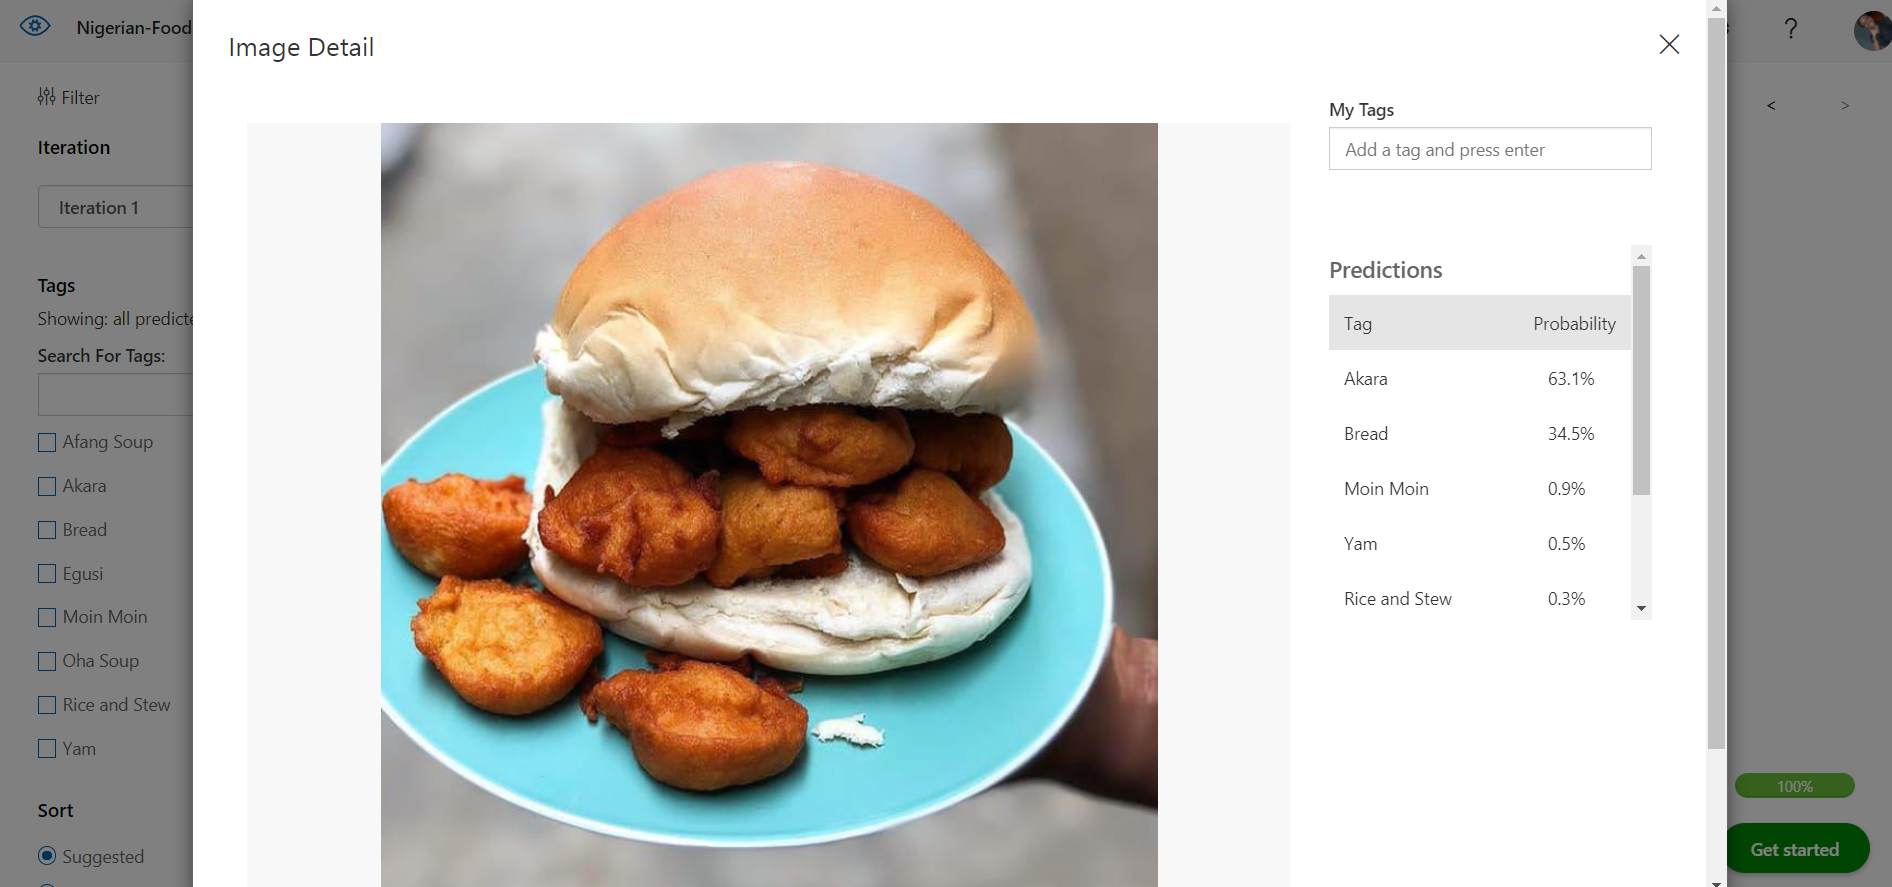 Nigerian-Food
?
Image Detail
Filter
< >
My Tags
Iteration
Add a tag and press enter
Iteration 1
Predictions
Tags
Showing: all predicte
Tag Probability
Search For Tags:
Akara 63.1%
Bread 34.5%
Moin Moin 0.9%
Yam 0.5%
Rice and Stew 0.3%
Afang Soup
Akara
Bread
Egusi
Moin Moin
Oha Soup
Rice and Stew
Yam
Sort
Suggested
100%
Get started